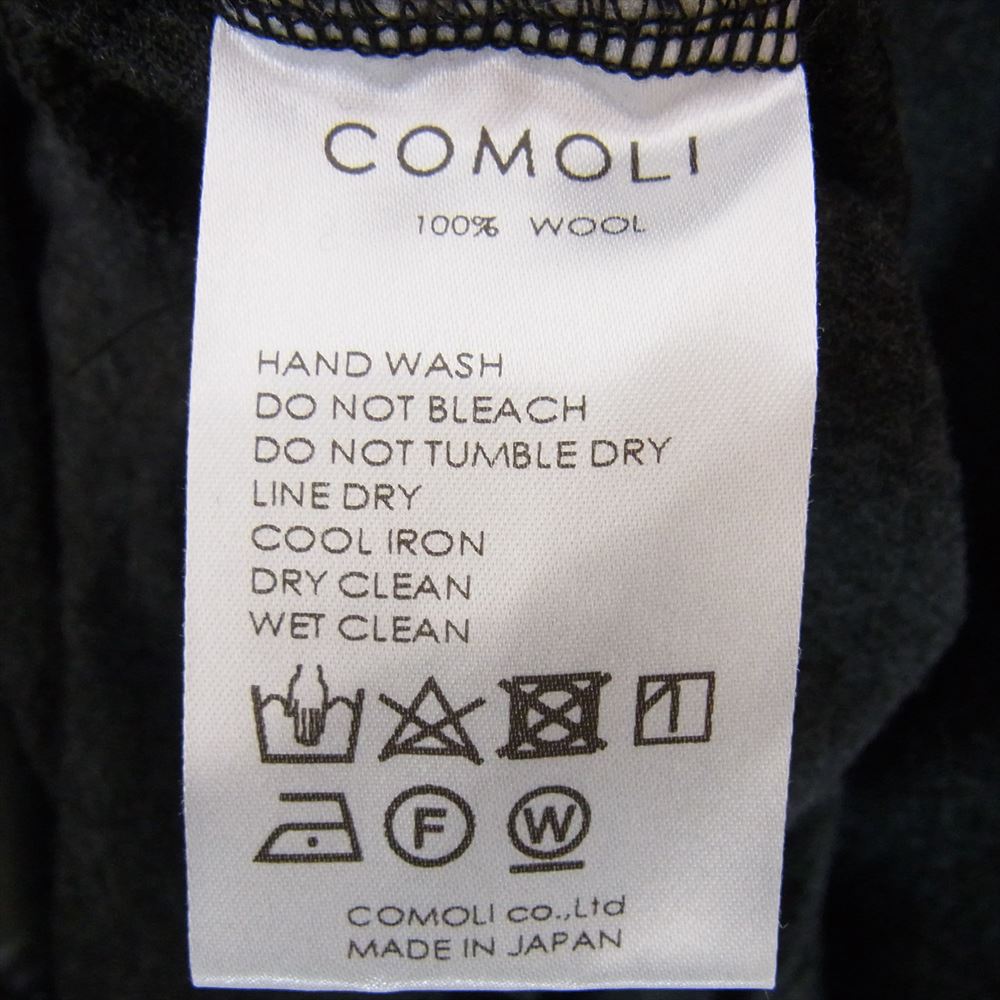 COMOLI
100% WOOL
HAND WASH
DO NOT BLEACH
DO NOT TUMBLE DRY
LINE DRY
COOL IRON
DRY CLEAN
WET CLEAN
F W
COMOLI co.,Ltd
MADE IN JAPAN